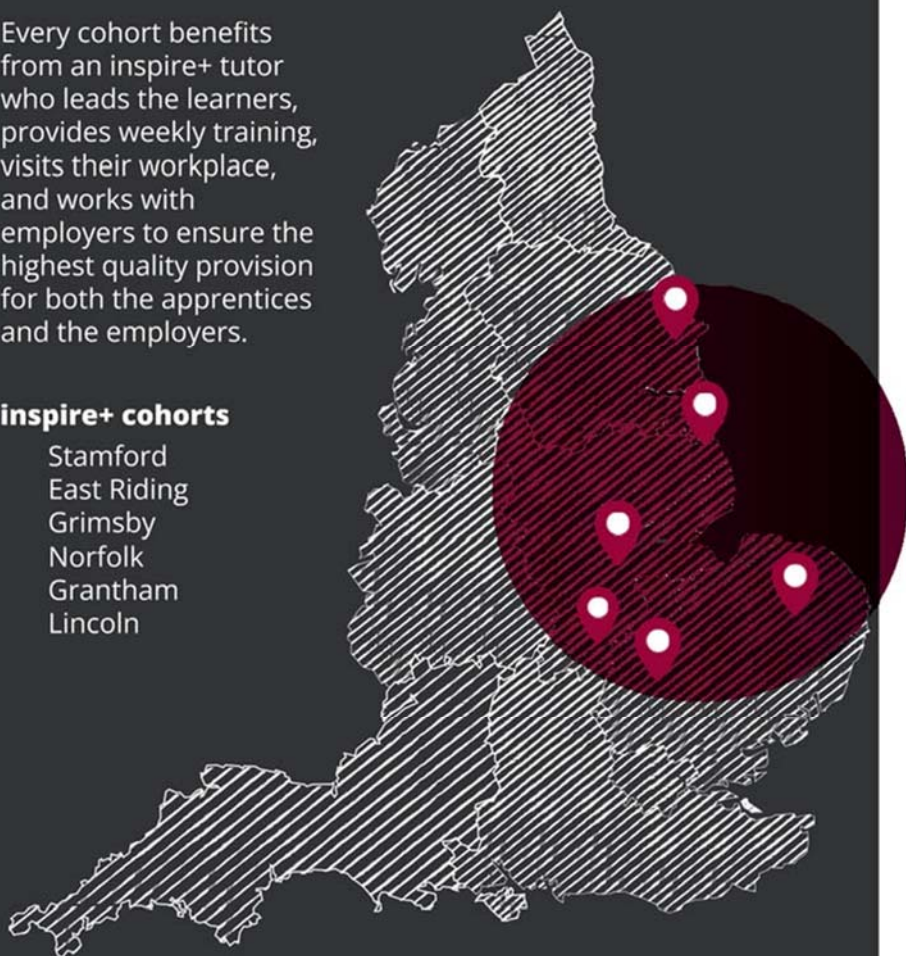 Every cohort benefits
from an inspire+ tutor
who leads the learners,
provides weekly training,
visits their workplace,
and works with
employers to ensure the
highest quality provision
for both the apprentices
and the employers.
inspire+ cohorts
Stamford
East Riding
Grimsby
Norfolk
Grantham
Lincoln